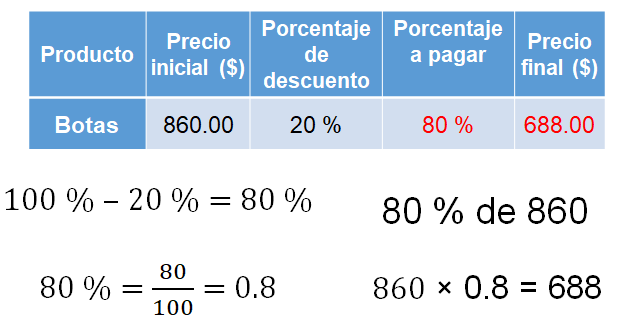 Producto
Precio inicial ($)
Porcentaje de descuento
Porcentaje a pagar
Precio final ($)
Botas
860.00
20 %
80 %
688.00
100 % – 20 % = 80 %
80 % de 860
80 % = 80/100 = 0.8
860 × 0.8 = 688